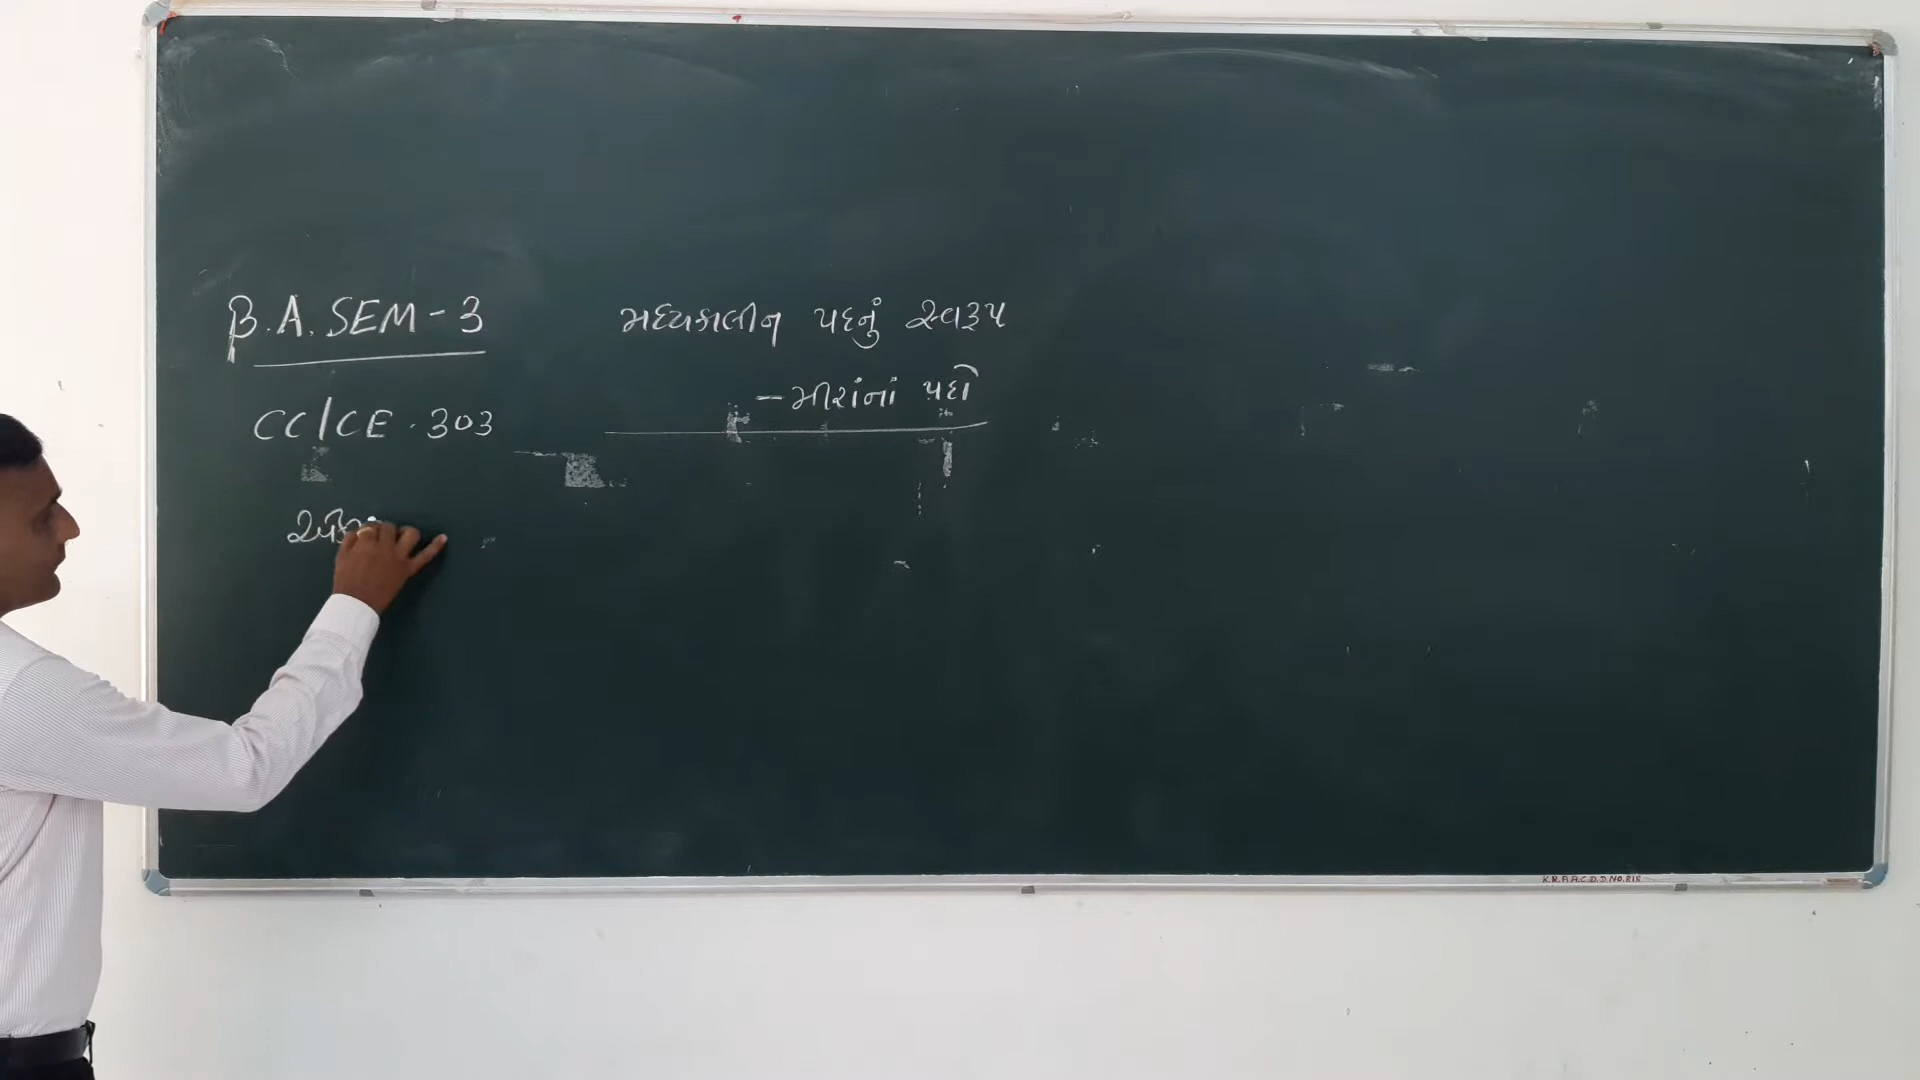 B.A. SEM - 3
મધ્યકાલીન પદનું સ્વરૂપ
- મીરાંનાં પદો
CC/CE - 303